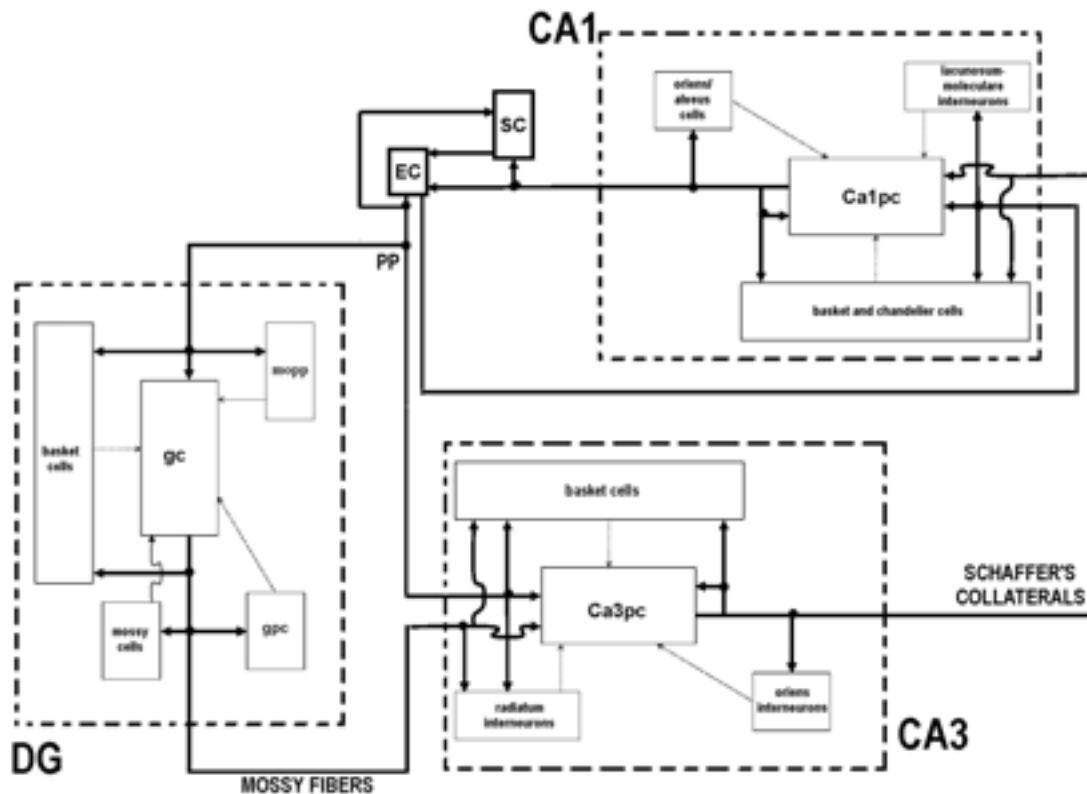 CA1
oriens/
alveus
cells
lacunosum-
moleculare
interneurons
SC
EC
Ca1pc
PP
basket and chandelier cells
mopp
basket
cells
gc
basket cells
SCHAFFER'S
COLLATERALS
Ca3pc
mossy
cells
gpc
radiatum
interneurons
oriens
interneurons
DG
CA3
MOSSY FIBERS